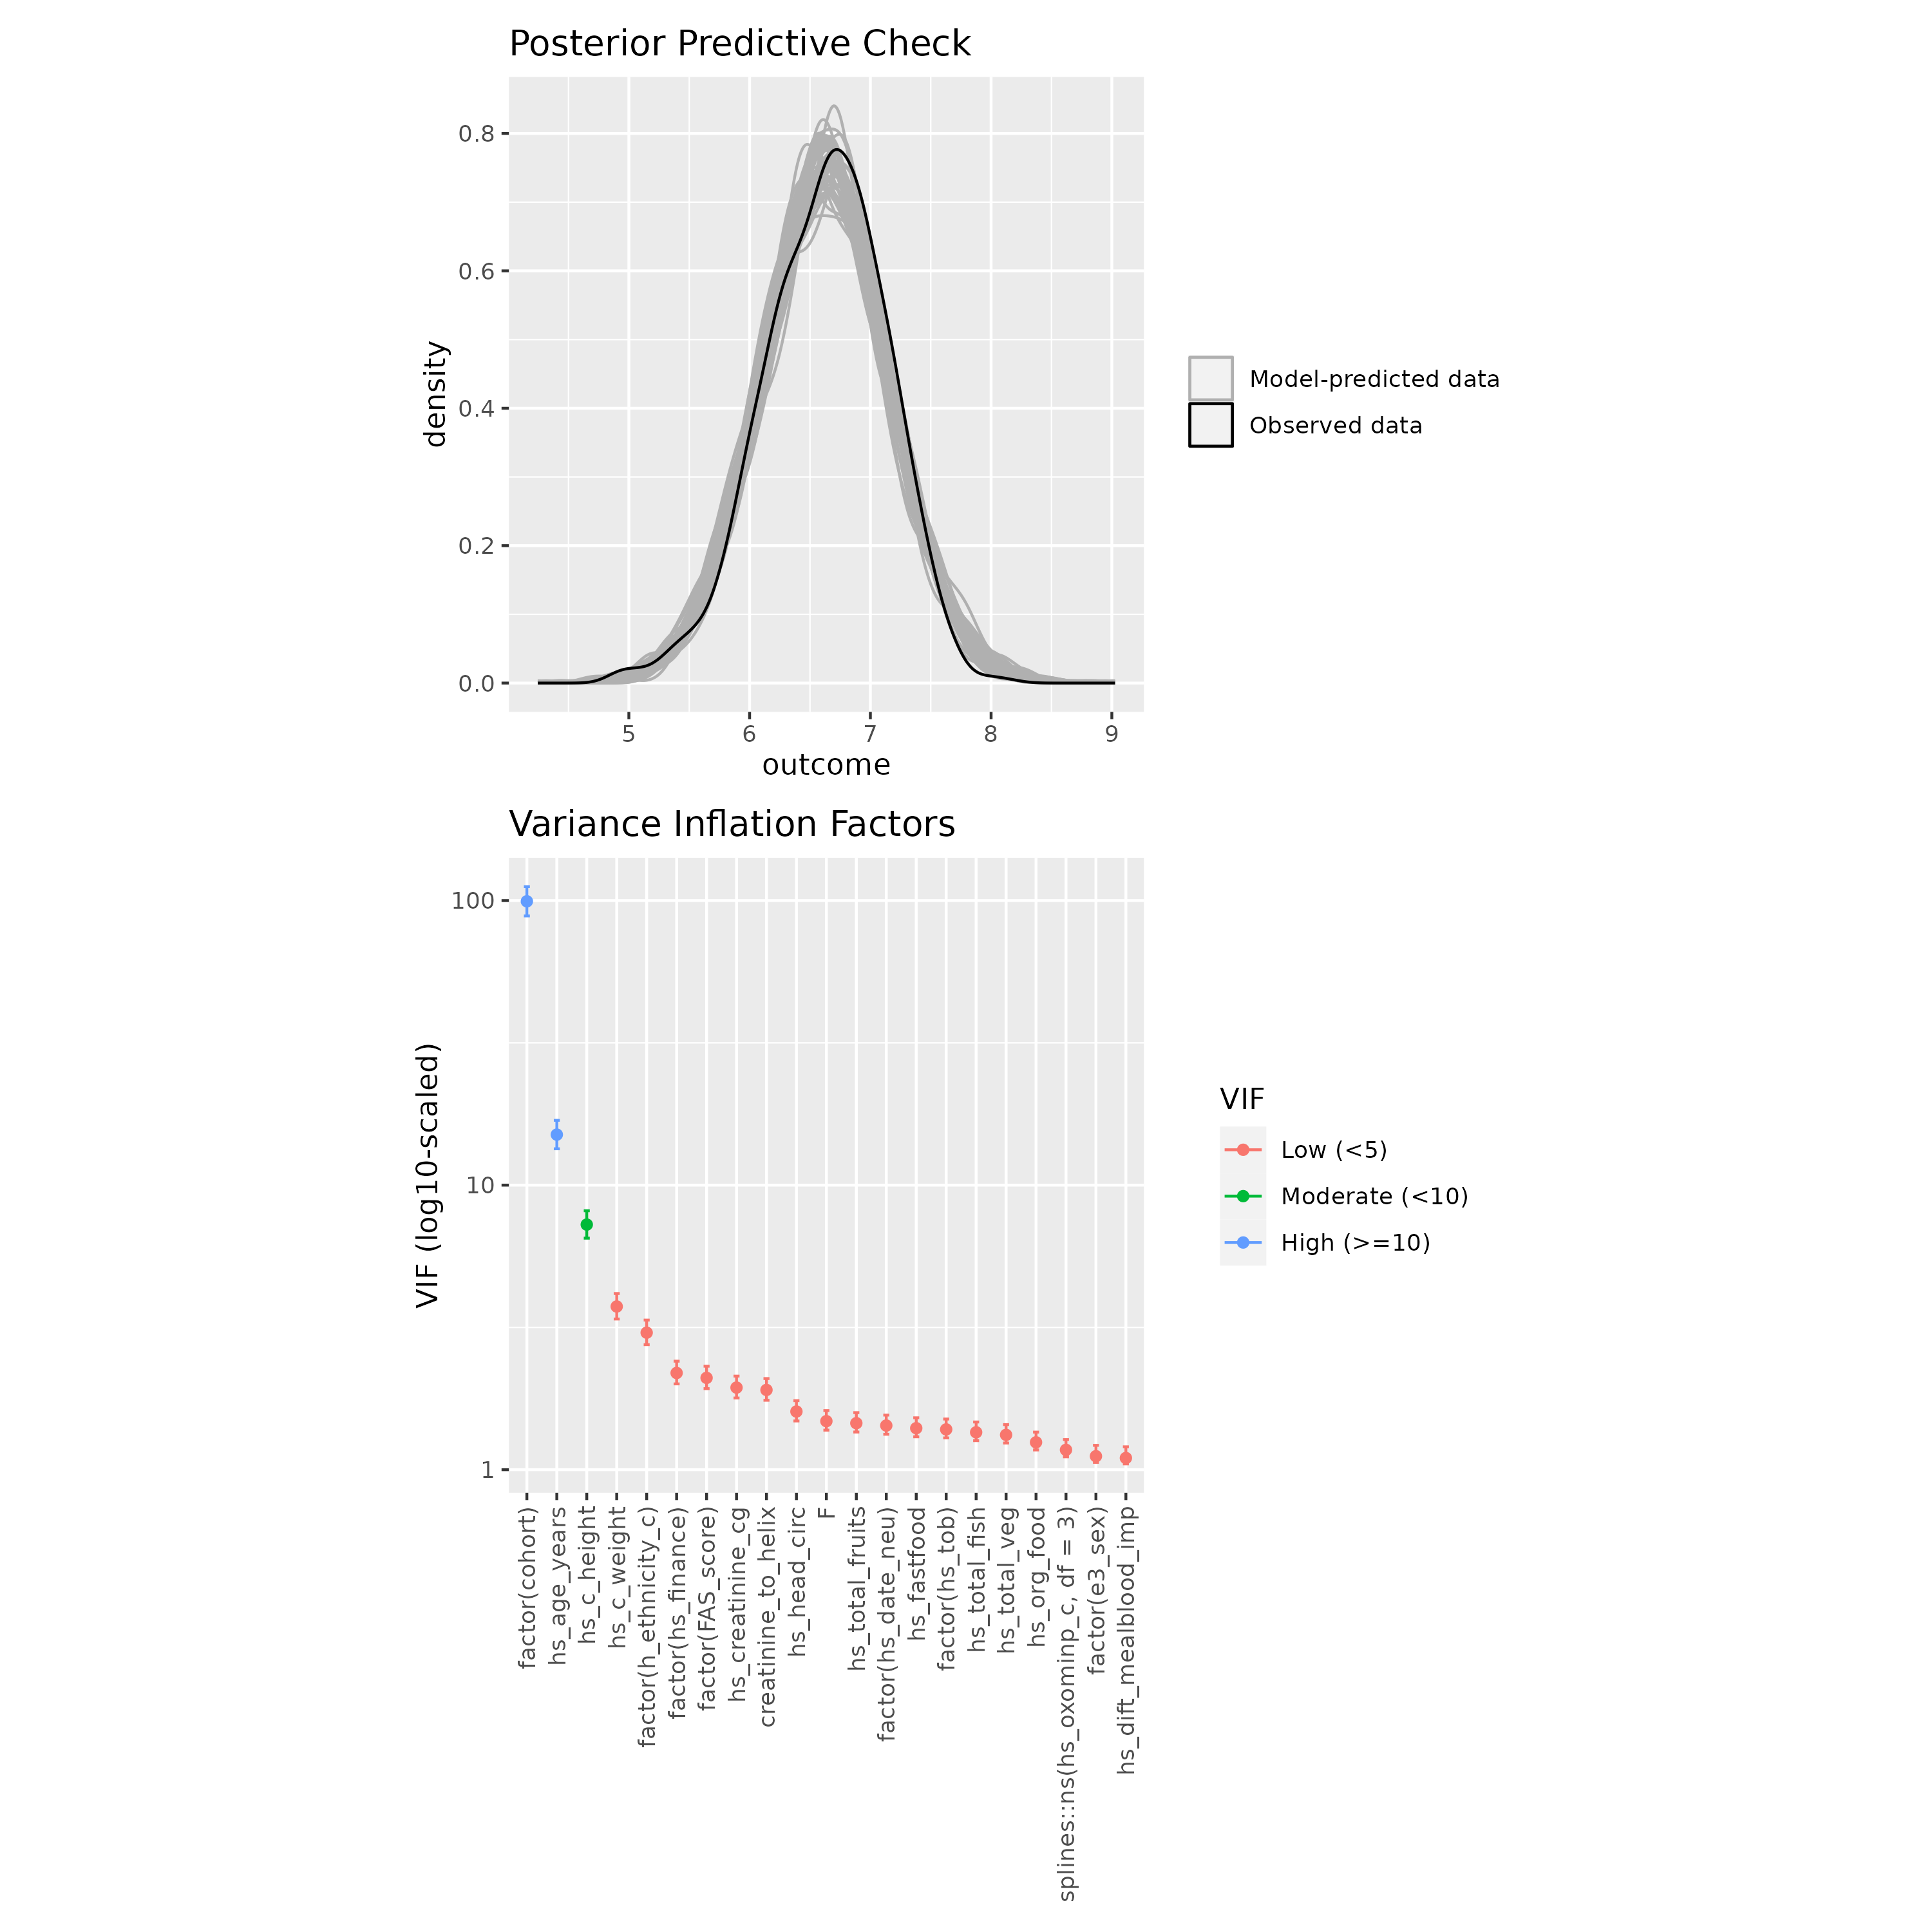 Posterior Predictive Check
density
0.8
0.6
0.4
0.2
0.0
5 6 7 8 9
outcome
Model-predicted data
Observed data
Variance Inflation Factors
VIF (log10-scaled)
100
10
1
factor(cohort)
hs_age_years
hs_c_height
hs_c_weight
factor(h_ethnicity_c)
factor(hs_finance)
factor(FAS_score)
hs_creatinine_cg
creatinine_to_helix
hs_head_circ
F
hs_total_fruits
factor(hs_date_neu)
hs_fastfood
factor(hs_tob)
hs_total_fish
hs_total_veg
hs_org_food
splines::ns(hs_oxominp_c, df = 3)
factor(e3_sex)
hs_dift_mealblood_imp
VIF
Low (<5)
Moderate (<10)
High (>=10)